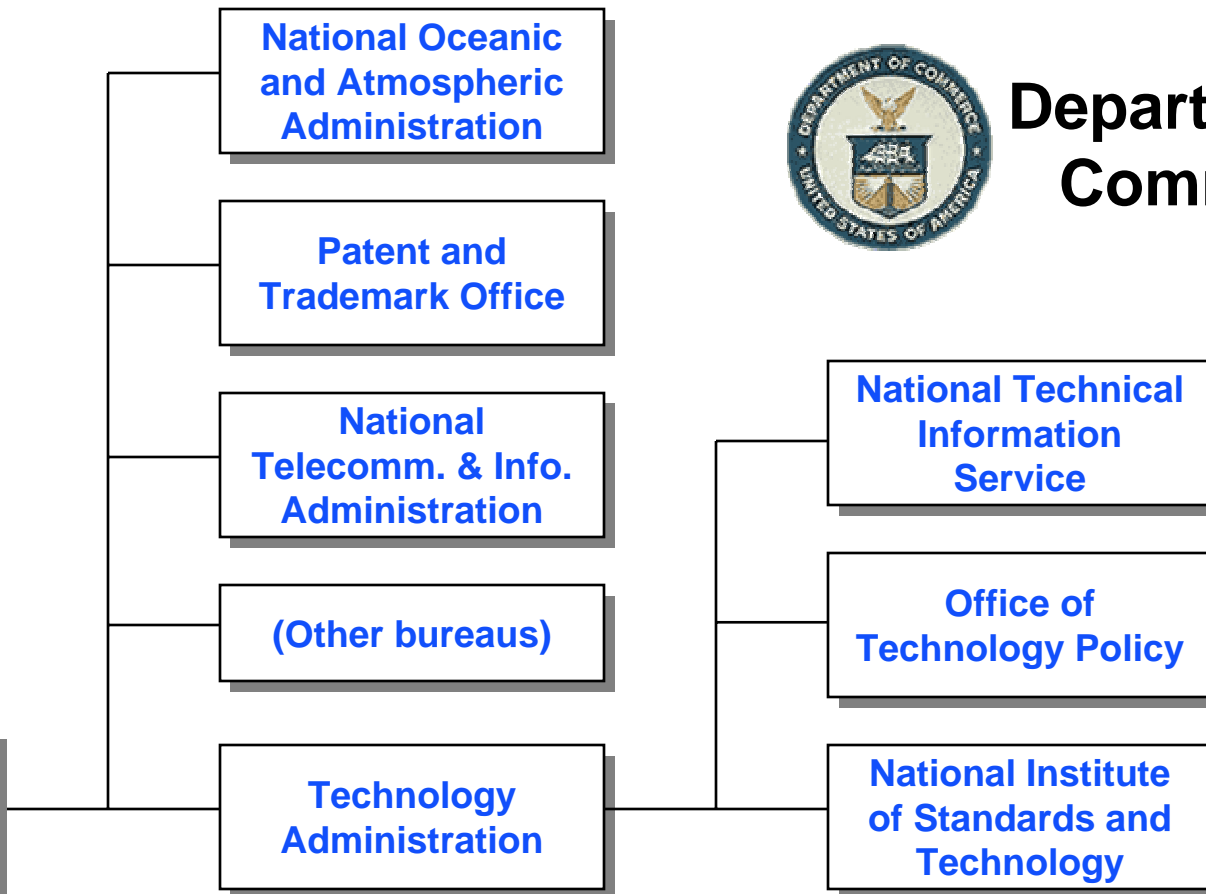 National Oceanic
and Atmospheric
Administration
DEPARTMENT OF COMMERCE
UNITED STATES OF AMERICA
Depart
Comm
Patent and
Trademark Office
National
Telecomm. & Info.
Administration
(Other bureaus)
Technology
Administration
National Technical
Information
Service
Office of
Technology Policy
National Institute
of Standards and
Technology